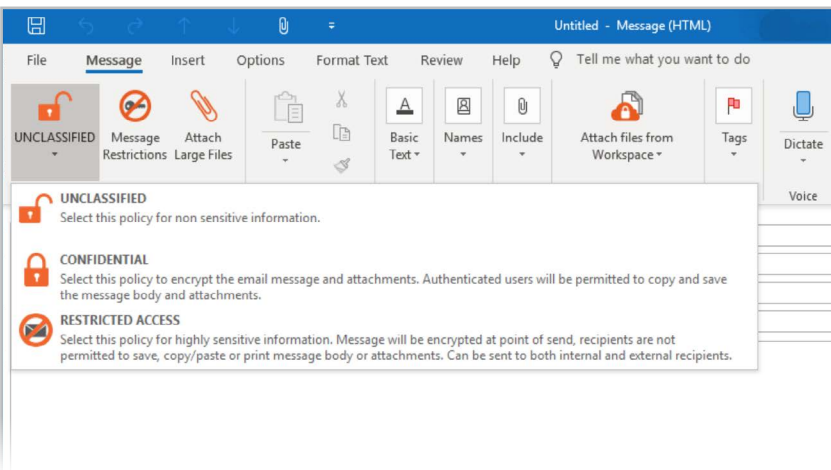 Untitled - Message (HTML)
File Message Insert Options Format Text Review Help Tell me what you want to do
UNCLASSIFIED
Message
Restrictions
Attach
Large Files
Paste
Basic
Text
Names
Include
Attach files from
Workspace
Tags
Dictate
Voice
UNCLASSIFIED
Select this policy for non sensitive information.
CONFIDENTIAL
Select this policy to encrypt the email message and attachments. Authenticated users will be permitted to copy and save
the message body and attachments.
RESTRICTED ACCESS
Select this policy for highly sensitive information. Message will be encrypted at point of send, recipients are not
permitted to save, copy/paste or print message body or attachments. Can be sent to both internal and external recipients.